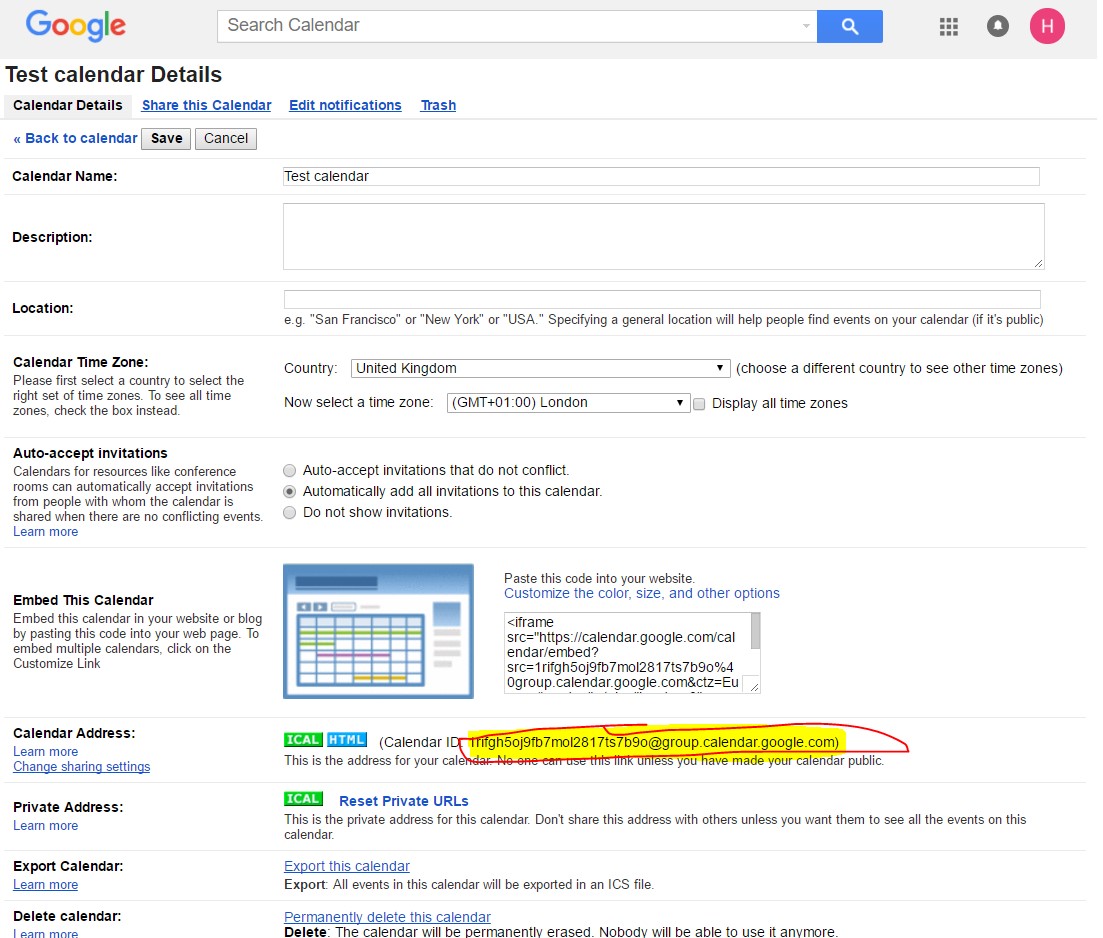 Google
Search Calendar
H
Test calendar Details
Calendar Details Share this Calendar Edit notifications Trash
« Back to calendar Save Cancel
Calendar Name:
Test calendar
Description:
Location:
e.g. "San Francisco" or "New York" or "USA." Specifying a general location will help people find events on your calendar (if it's public)
Calendar Time Zone:
Please first select a country to select the
right set of time zones. To see all time
zones, check the box instead.
Country: United Kingdom (choose a different country to see other time zones)
Now select a time zone: (GMT+01:00) London Display all time zones
Auto-accept invitations
Calendars for resources like conference
rooms can automatically accept invitations
from people with whom the calendar is
shared when there are no conflicting events.
Learn more
Auto-accept invitations that do not conflict.
Automatically add all invitations to this calendar.
Do not show invitations.
Embed This Calendar
Embed this calendar in your website or blog
by pasting this code into your web page. To
embed multiple calendars, click on the
Customize Link
Paste this code into your website.
Customize the color, size, and other options
<iframe
src="https://calendar.google.com/cal
endar/embed?
src=1rifgh5oj9fb7mol2817ts7b9o%4
0group.calendar.google.com&ctz=Eu
Calendar Address:
Learn more
Change sharing settings
ICAL HTML (Calendar ID: 1rifgh5oj9fb7mol2817ts7b9o@group.calendar.google.com)
This is the address for your calendar. No one can use this link unless you have made your calendar public.
Private Address:
Learn more
ICAL Reset Private URLs
This is the private address for this calendar. Don't share this address with others unless you want them to see all the events on this
calendar.
Export Calendar:
Learn more
Export this calendar
Export: All events in this calendar will be exported in an ICS file.
Delete calendar:
Learn more
Permanently delete this calendar
Delete: The calendar will be permanently erased. Nobody will be able to use it anymore.